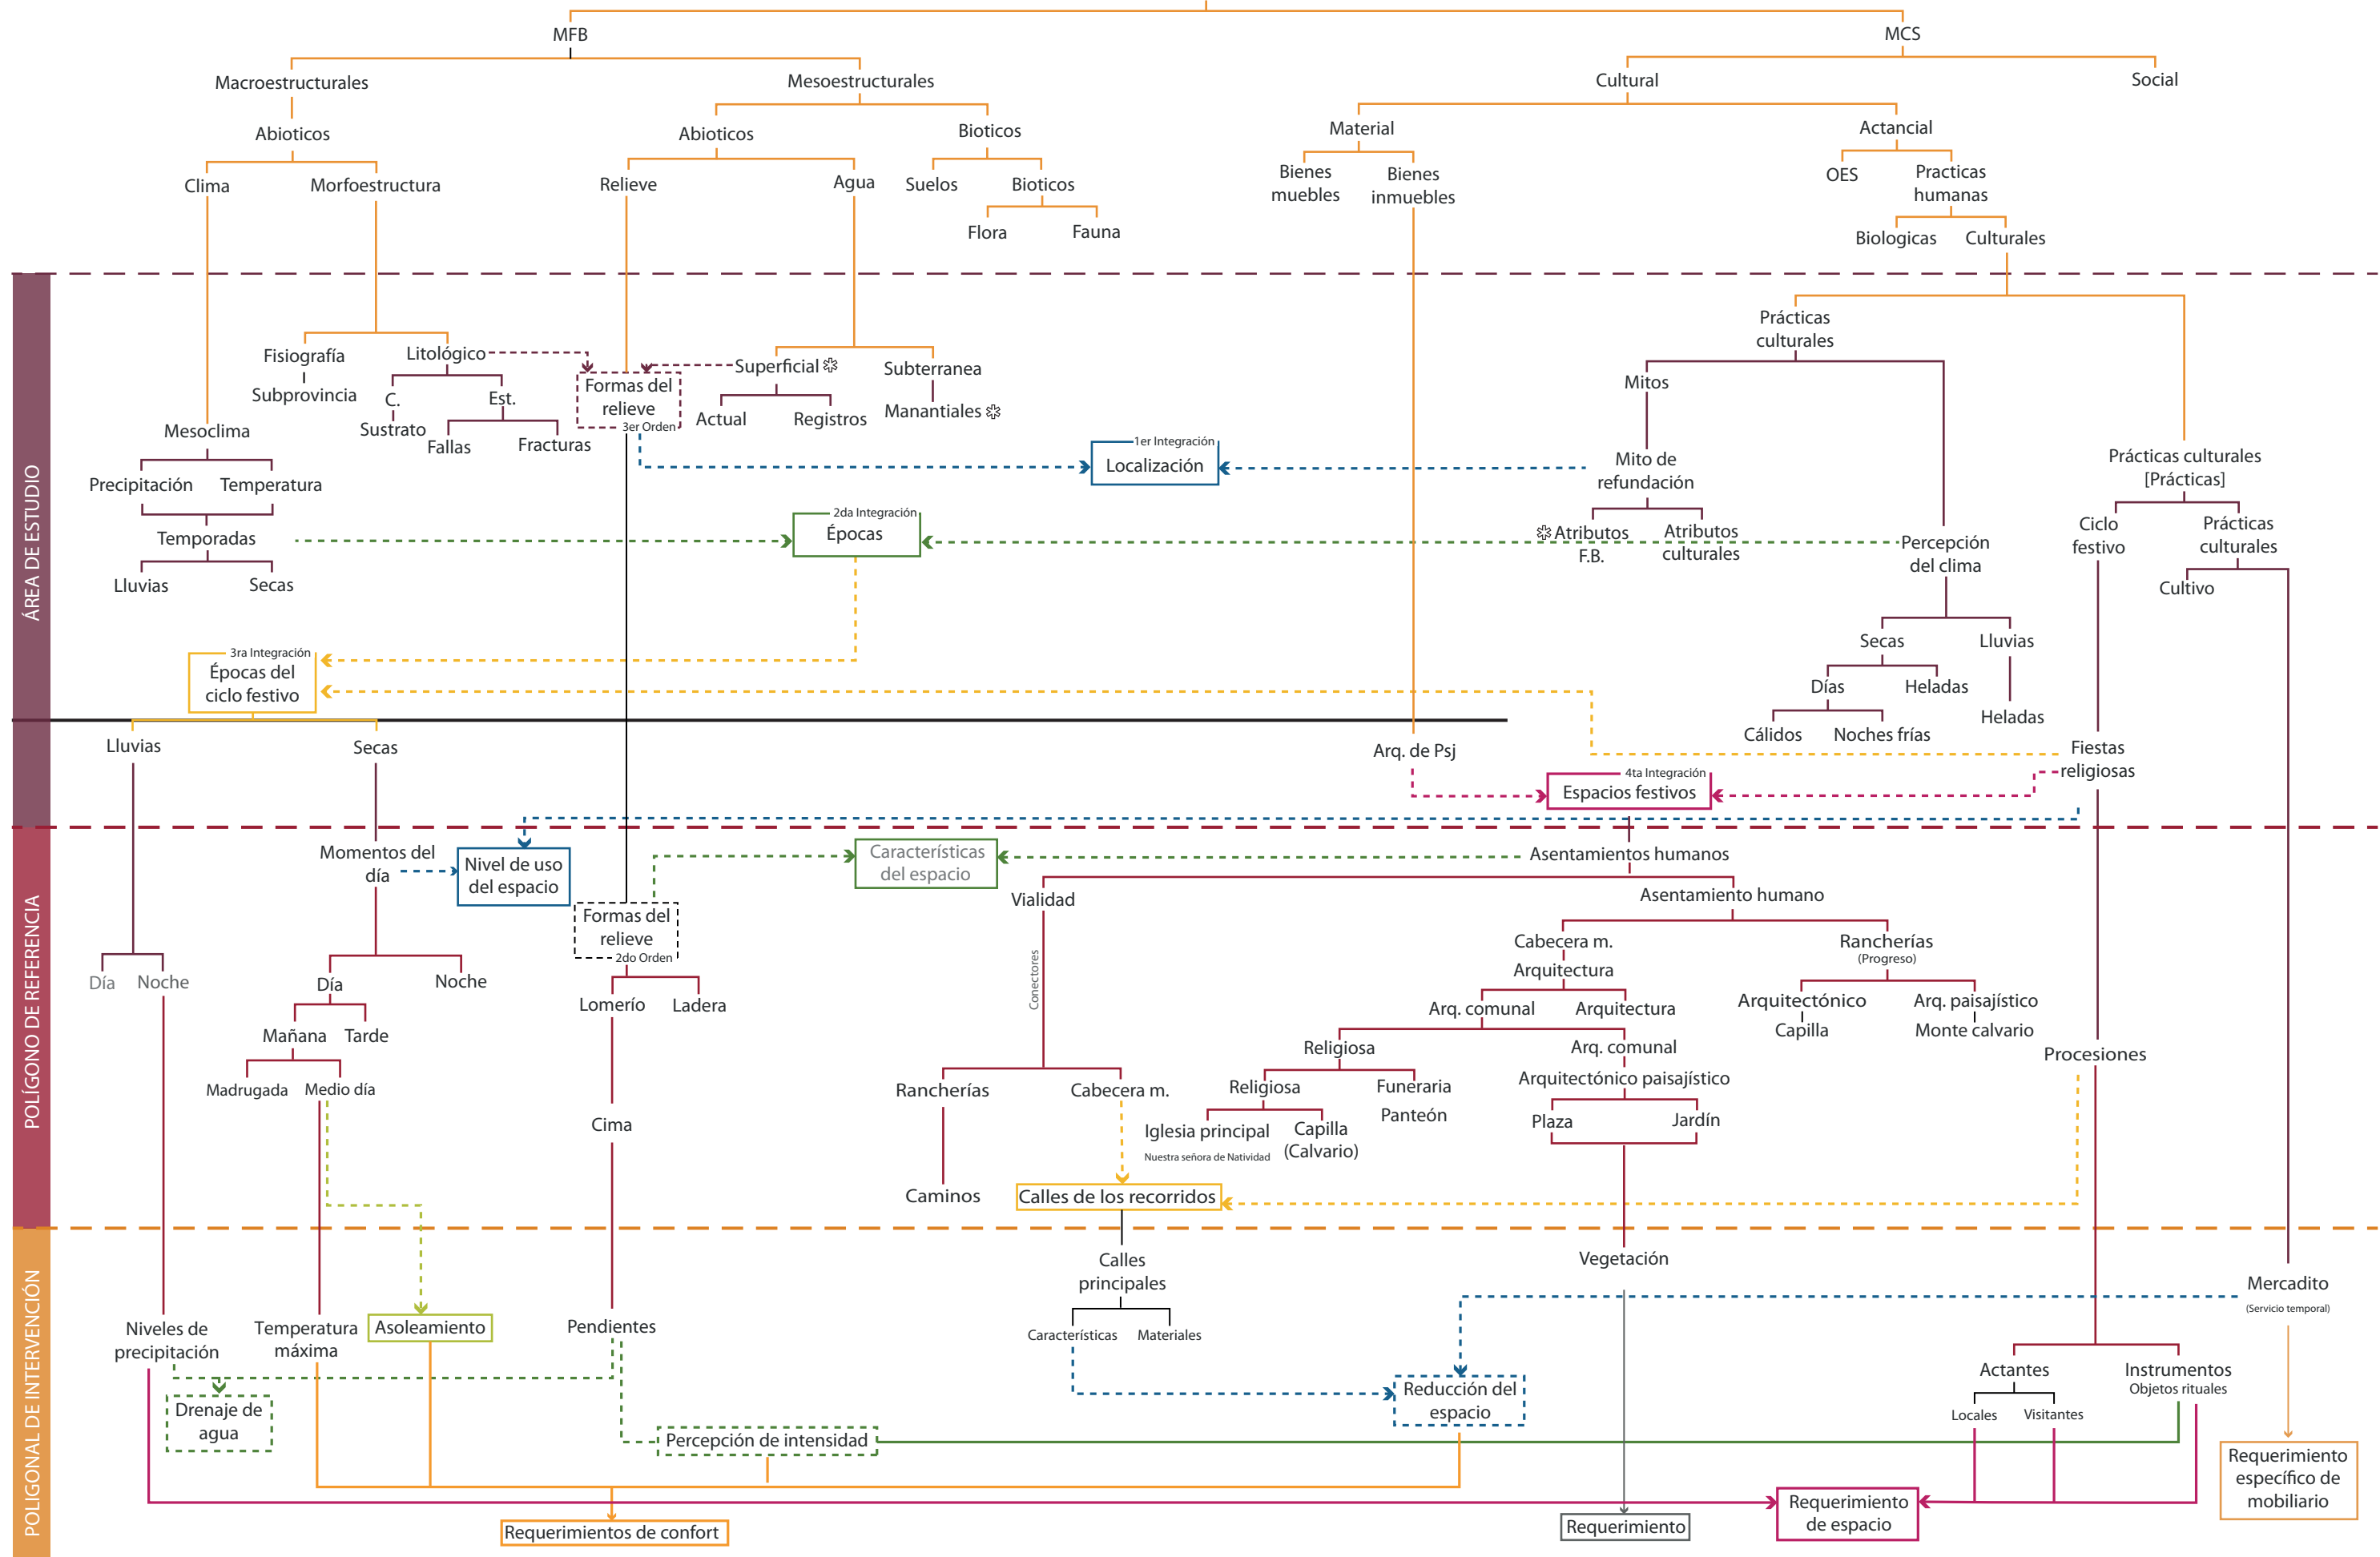 MFB
MCS
Macroestructurales
Mesoestructurales
Cultural
Social
Abioticos
Abioticos
Bioticos
Material
Actancial
Clima
Morfoestructura
Relieve
Agua
Suelos
Bioticos
Bienes
muebles
Bienes
inmuebles
OES
Practicas
humanas
Flora
Fauna
Biologicas
Culturales
ÁREA DE ESTUDIO
Prácticas
culturales
Fisiografía
Subprovincia
Litológico
C.
Sustrato
Est.
Fallas
Fracturas
Formas del
relieve
3er Orden
Superficial
Actual
Registros
Subterranea
Manantiales
Mitos
Mesoclima
Precipitación
Temperatura
Temporadas
Lluvias
Secas
1er Integración
Localización
Mito de
refundación
Prácticas culturales
[Prácticas]
2da Integración
Épocas
Atributos
F.B.
Atributos
culturales
Percepción
del clima
Ciclo
festivo
Prácticas
culturales
Cultivo
3ra Integración
Épocas del
ciclo festivo
Secas
Lluvias
Días
Heladas
Heladas
Cálidos
Noches frías
Lluvias
Secas
Arq. de Psj
Fiestas
religiosas
4ta Integración
Espacios festivos
POLÍGONO DE REFERENCIA
Momentos del
día
Nivel de uso
del espacio
Características
del espacio
Asentamientos humanos
Vialidad
Asentamiento humano
Formas del
relieve
2do Orden
Conectores
Cabecera m.
Arquitectura
Rancherías
(Progreso)
Día
Noche
Día
Noche
Lomerío
Ladera
Arq. comunal
Arquitectura
Arquitectónico
Capilla
Arq. paisajístico
Monte calvario
Mañana
Tarde
Religiosa
Arq. comunal
Procesiones
Madrugada
Medio día
Rancherías
Cabecera m.
Religiosa
Funeraria
Panteón
Arquitectónico paisajístico
Cima
Iglesia principal
Nuestra señora de Natividad
Capilla
(Calvario)
Plaza
Jardín
Caminos
Calles de los recorridos
POLIGONAL DE INTERVENCIÓN
Calles
principales
Vegetación
Mercadito
(Servicio temporal)
Niveles de
precipitación
Temperatura
máxima
Asoleamiento
Pendientes
Características
Materiales
Actantes
Instrumentos
Objetos rituales
Drenaje de
agua
Reducción del
espacio
Locales
Visitantes
Percepción de intensidad
Requerimiento
específico de
mobiliario
Requerimientos de confort
Requerimiento
Requerimiento
de espacio